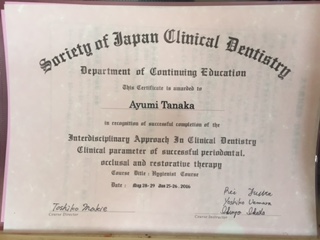 Society of Japan Clinical Dentistry
Department of Continuing Education
This Certificate is awarded to
Ayumi Tanaka
in recognition of successful completion of the
Interdisciplinary Approach In Clinical Dentistry
Clinical parameter of successful periodontal,
occlusal and restorative therapy
Course Title : Hygienist Course
Date : 2016
Course Director
Course Instructor